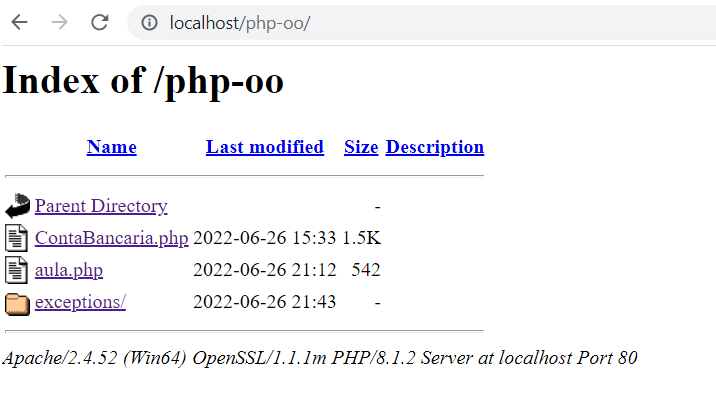 localhost/php-oo/
Index of /php-oo
Name Last modified Size Description
Parent Directory -
ContaBancaria.php 2022-06-26 15:33 1.5K
aula.php 2022-06-26 21:12 542
exceptions/ 2022-06-26 21:43 -
Apache/2.4.52 (Win64) OpenSSL/1.1.1m PHP/8.1.2 Server at localhost Port 80